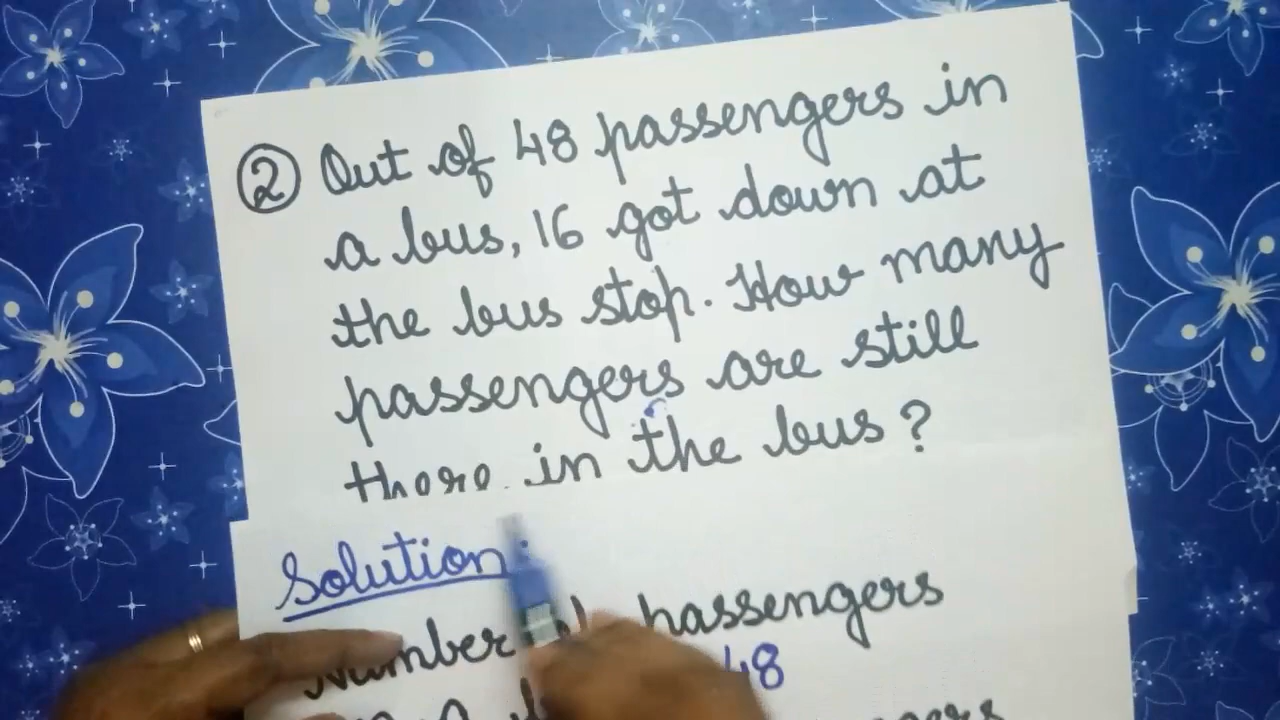 2 Out of 48 passengers in
a bus, 16 got down at
the bus stop. How many
passengers are still
there in the bus ?
Solution:
Number passengers
48